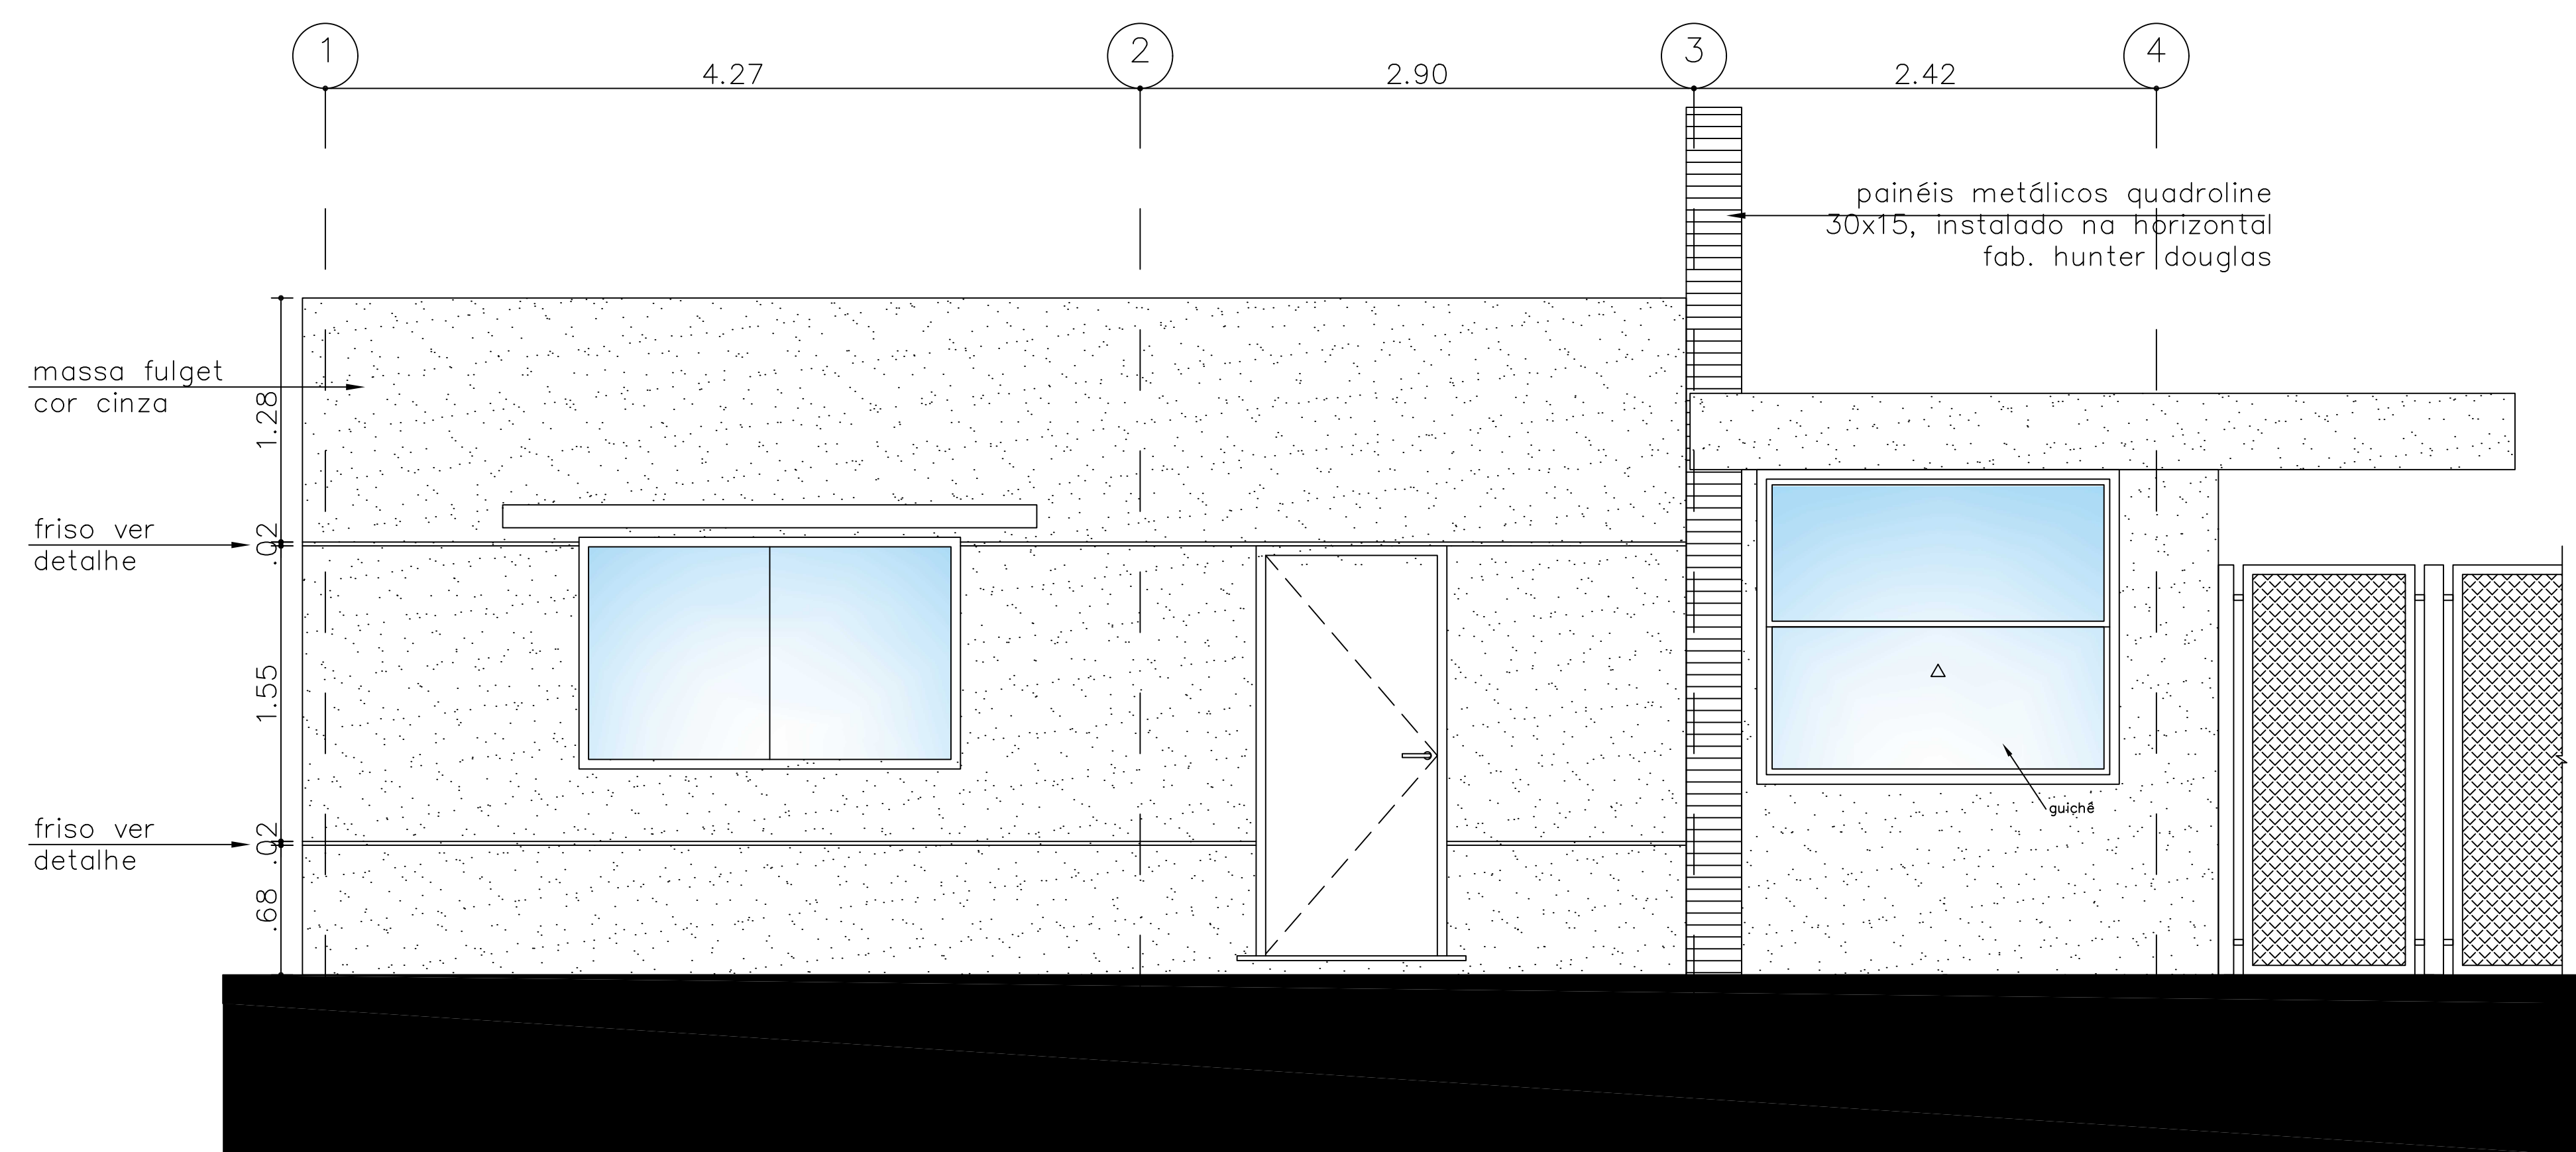 1
2
3
4
4.27
2.90
2.42
painéis metálicos quadroline
30x15, instalado na horizontal
fab. hunter douglas
massa fulget
cor cinza
1.28
friso ver
detalhe
.02
1.55
guichê
friso ver
detalhe
.02
.68